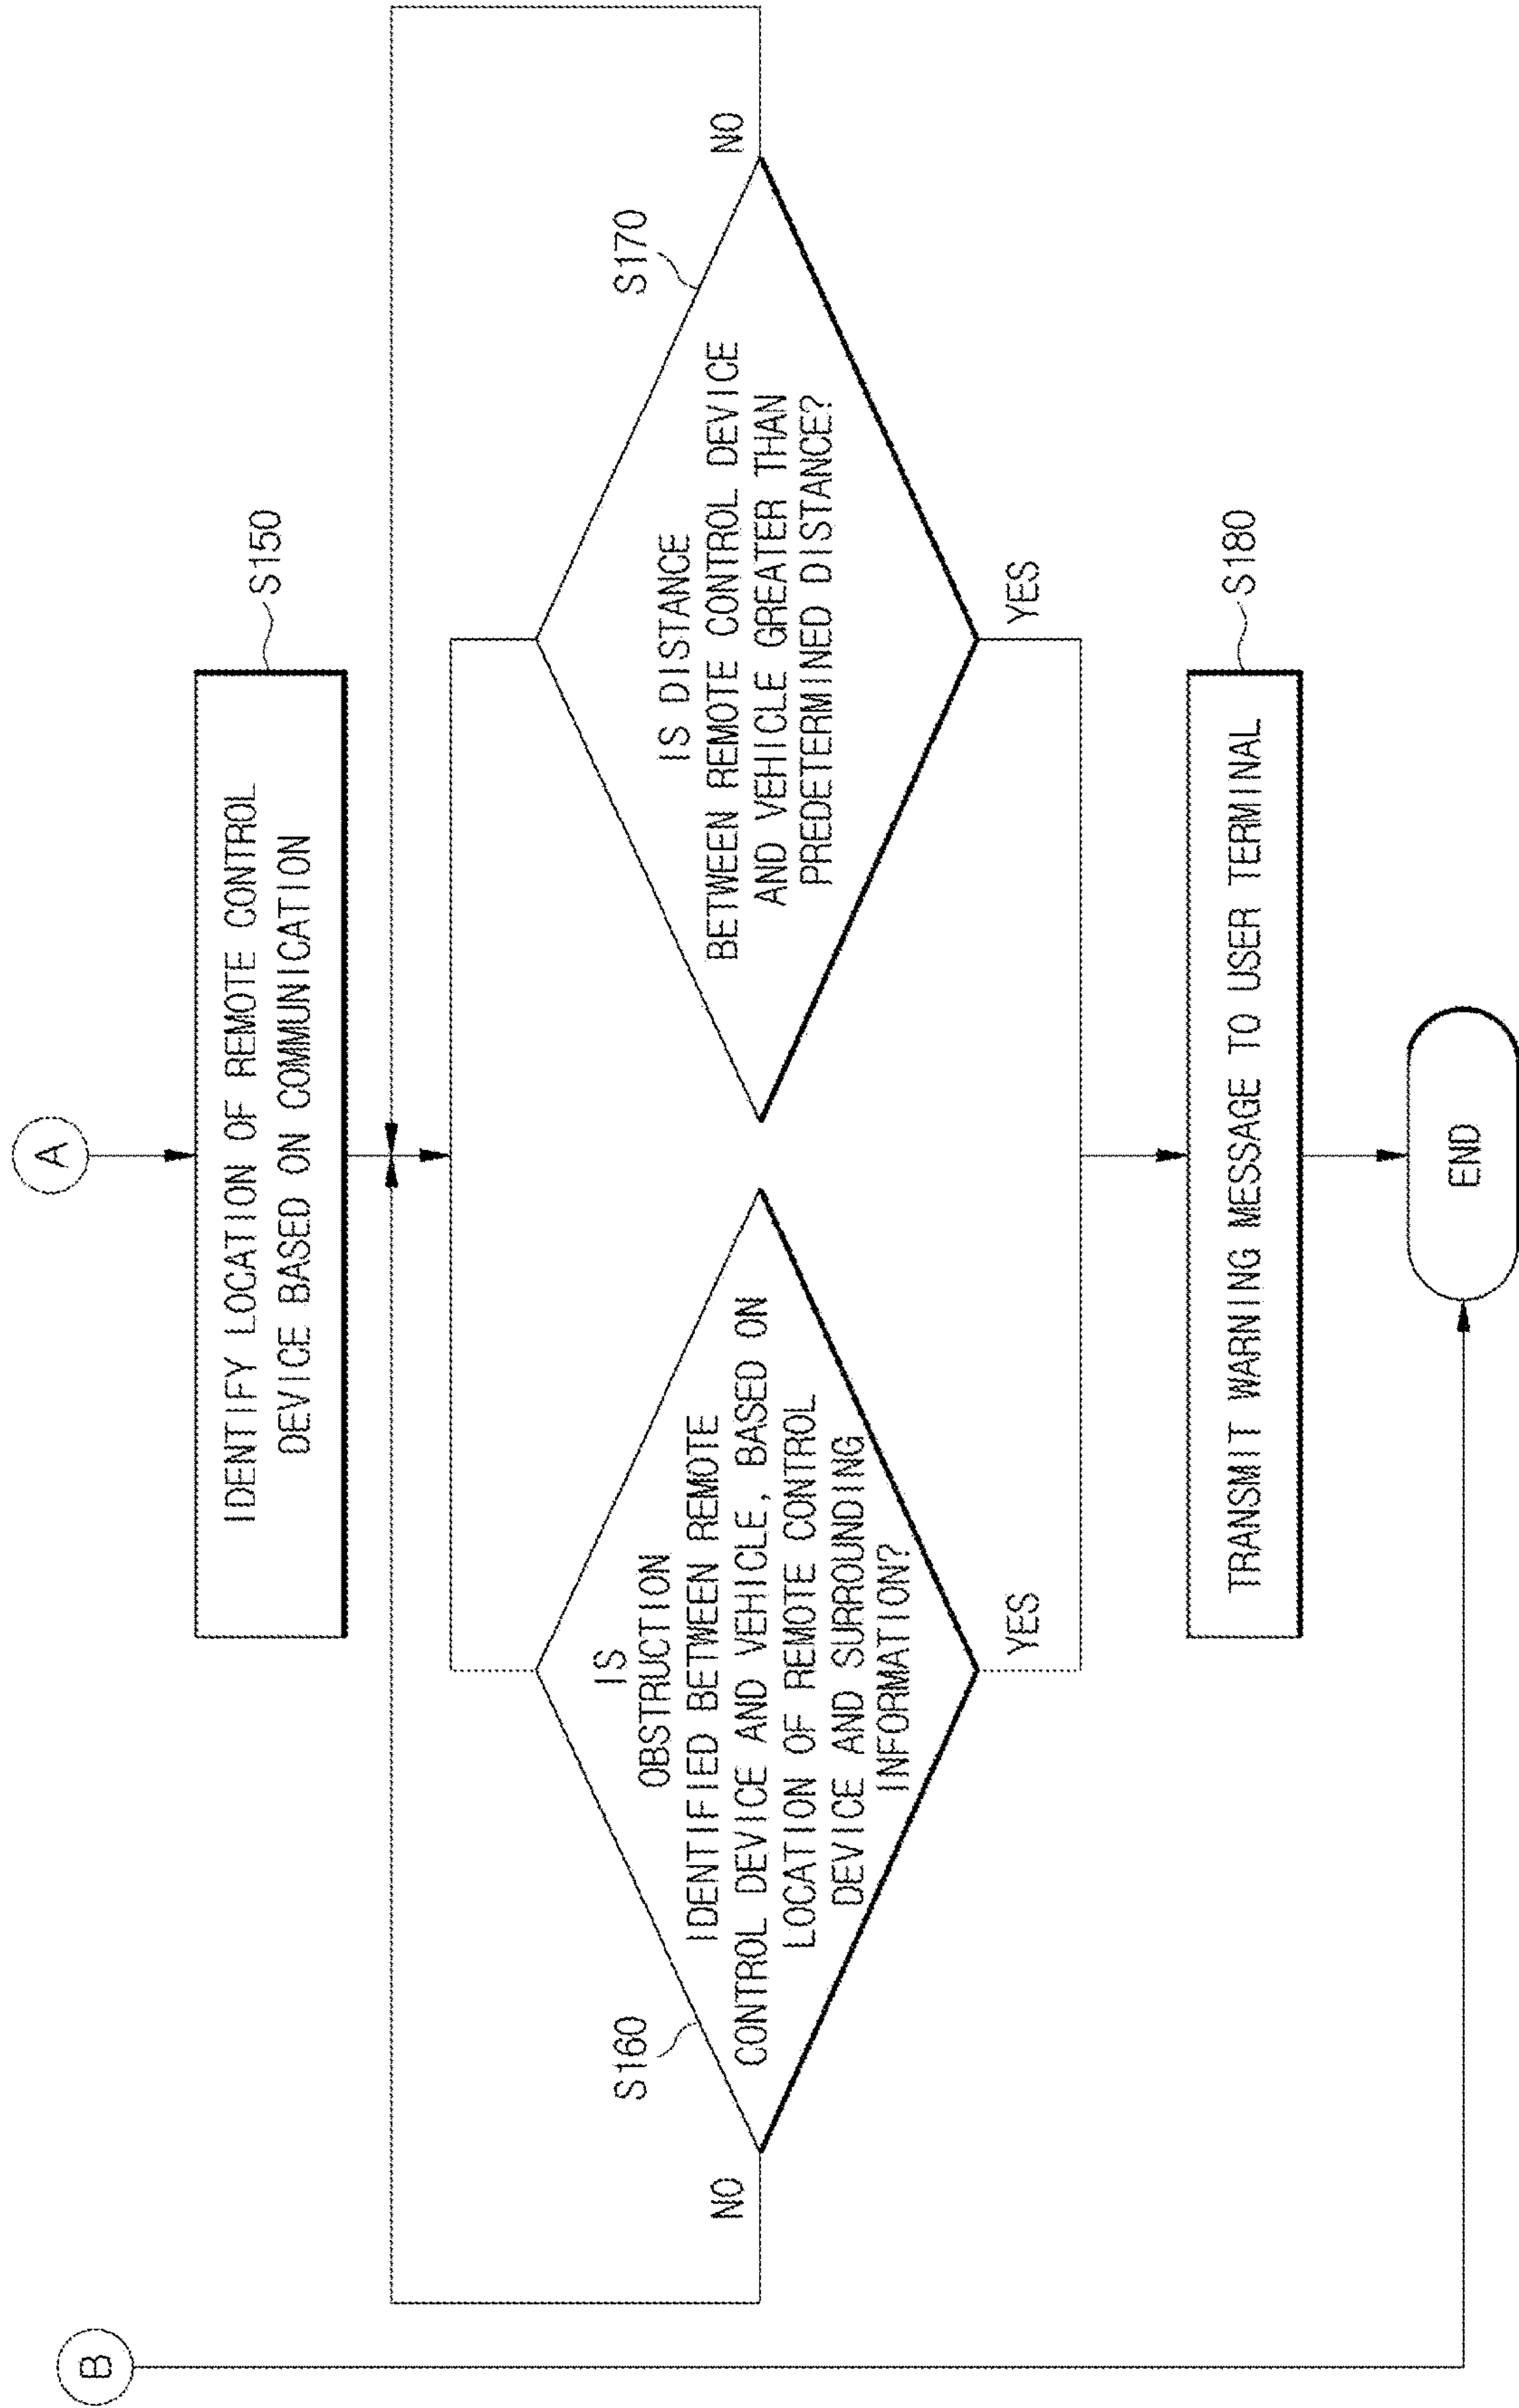 A
B
IDENTIFY LOCATION OF REMOTE CONTROL
DEVICE BASED ON COMMUNICATION
S150
S160
IS
OBSTRUCTION
IDENTIFIED BETWEEN REMOTE
CONTROL DEVICE AND VEHICLE, BASED ON
LOCATION OF REMOTE CONTROL
DEVICE AND SURROUNDING
INFORMATION?
NO
YES
S170
IS DISTANCE
BETWEEN REMOTE CONTROL DEVICE
AND VEHICLE GREATER THAN
PREDETERMINED DISTANCE?
NO
YES
TRANSMIT WARNING MESSAGE TO USER TERMINAL
S180
END